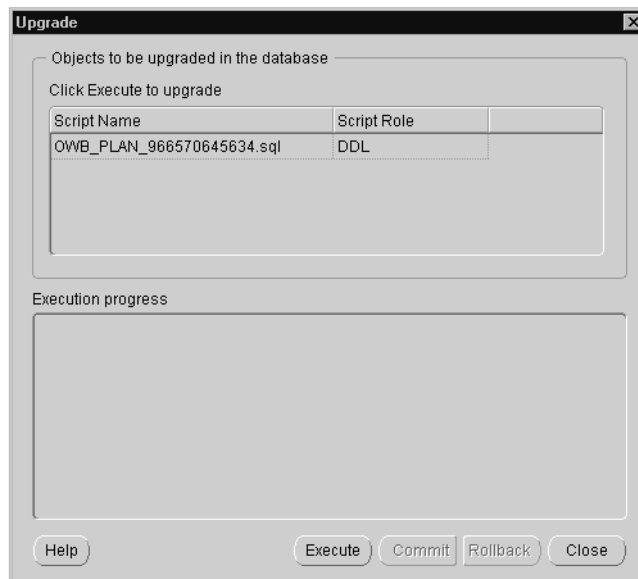 Upgrade
Objects to be upgraded in the database
Click Execute to upgrade
Script Name Script Role
OWB_PLAN_966570645634.sql DDL
Execution progress
Help Execute Commit Rollback Close